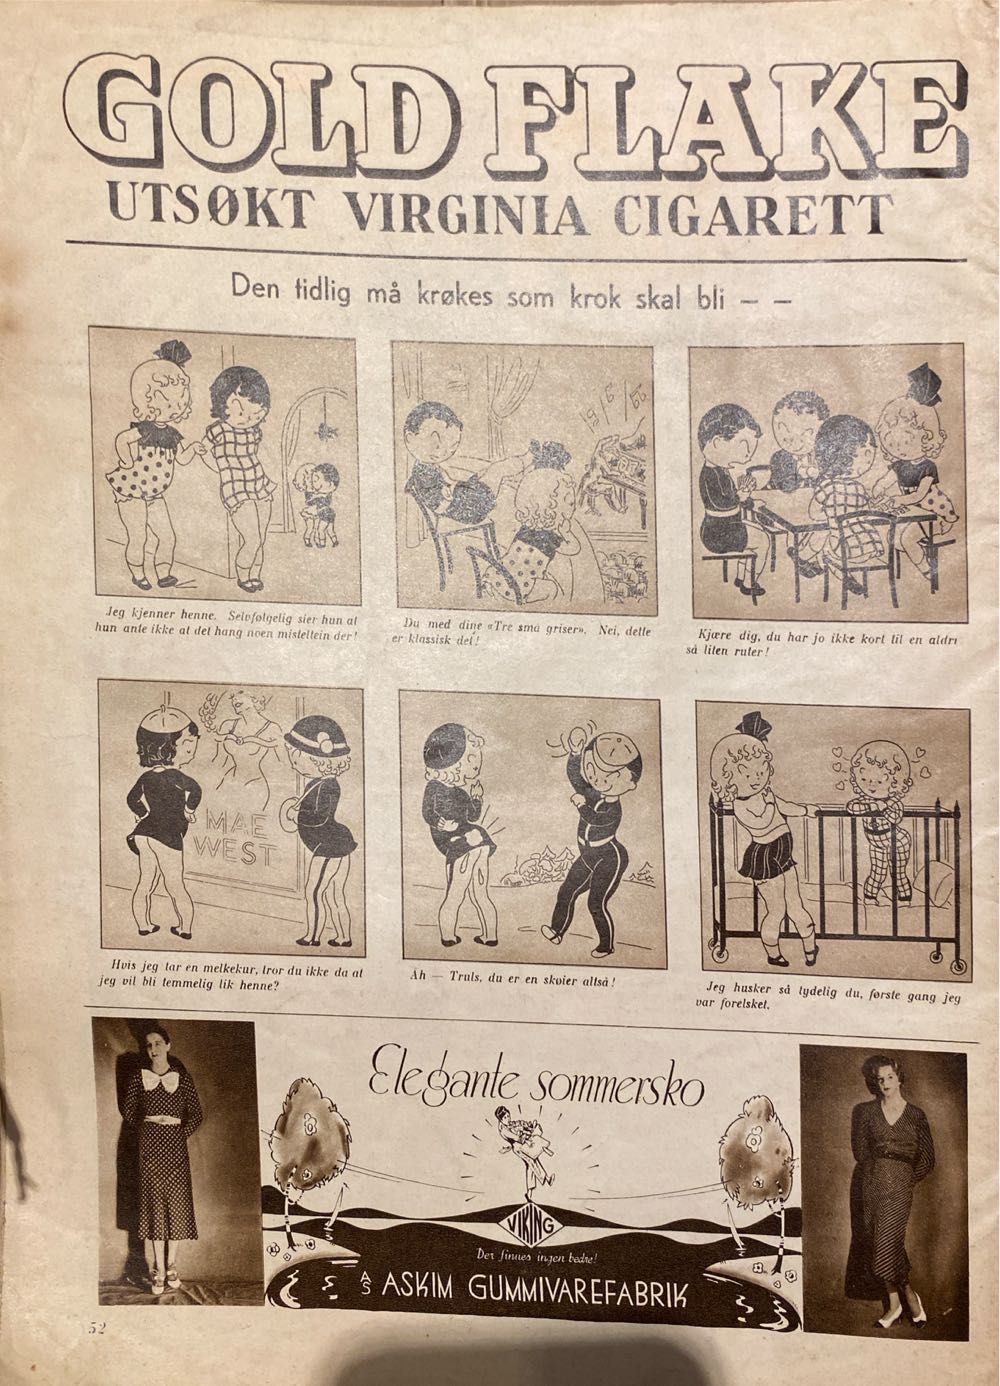 GOLD FLAKE
UTSØKT VIRGINIA CIGARETT
Den tidlig må krøkes som krok skal bli — —
Jeg kjenner henne. Selvfølgelig sier hun at
hun ante ikke at det hang noen misteltein der!
Du med dine «Tre små griser». Nei, dette
er klassisk det!
Kjære dig, du har jo ikke kort til en aldri
så liten ruter!
MAE
WEST
Hvis jeg tar en melkekur, tror du ikke da at
jeg vil bli temmelig lik henne?
Åh — Truls, du er en skøier altså!
Jeg husker så tydelig du, første gang jeg
var forelsket.
Elegante sommersko
VIKING
Der finnes ingen bedre!
A/S ASKIM GUMMIVAREFABRIK
52